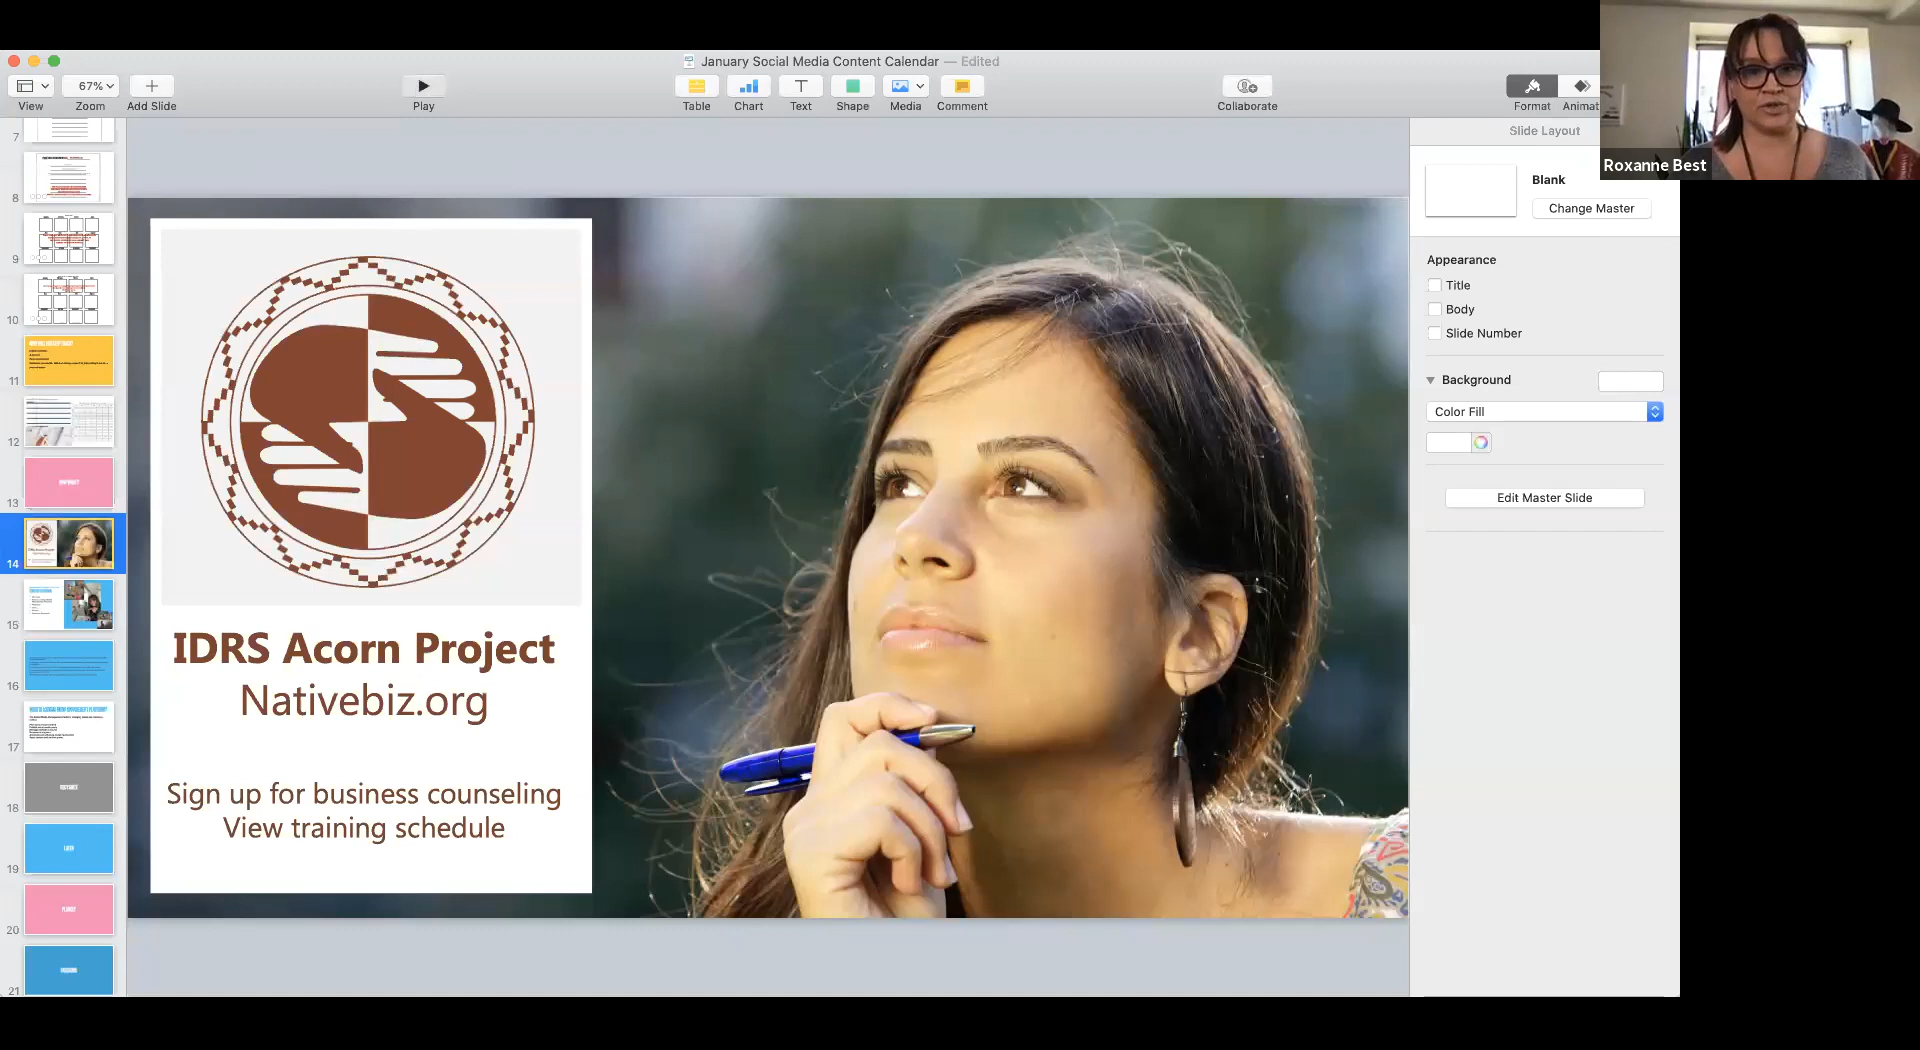 January Social Media Content Calendar — Edited
67%
View
Zoom
Add Slide
Play
Table
Chart
Text
Shape
Media
Comment
Collaborate
Format
Animat
Roxanne Best
Slide Layout
Blank
Change Master
Appearance
Title
Body
Slide Number
Background
Color Fill
Edit Master Slide
7
8
9
10
11
12
13
14
15
16
17
18
19
20
21
IDRS Acorn Project
Nativebiz.org
Sign up for business counseling
View training schedule